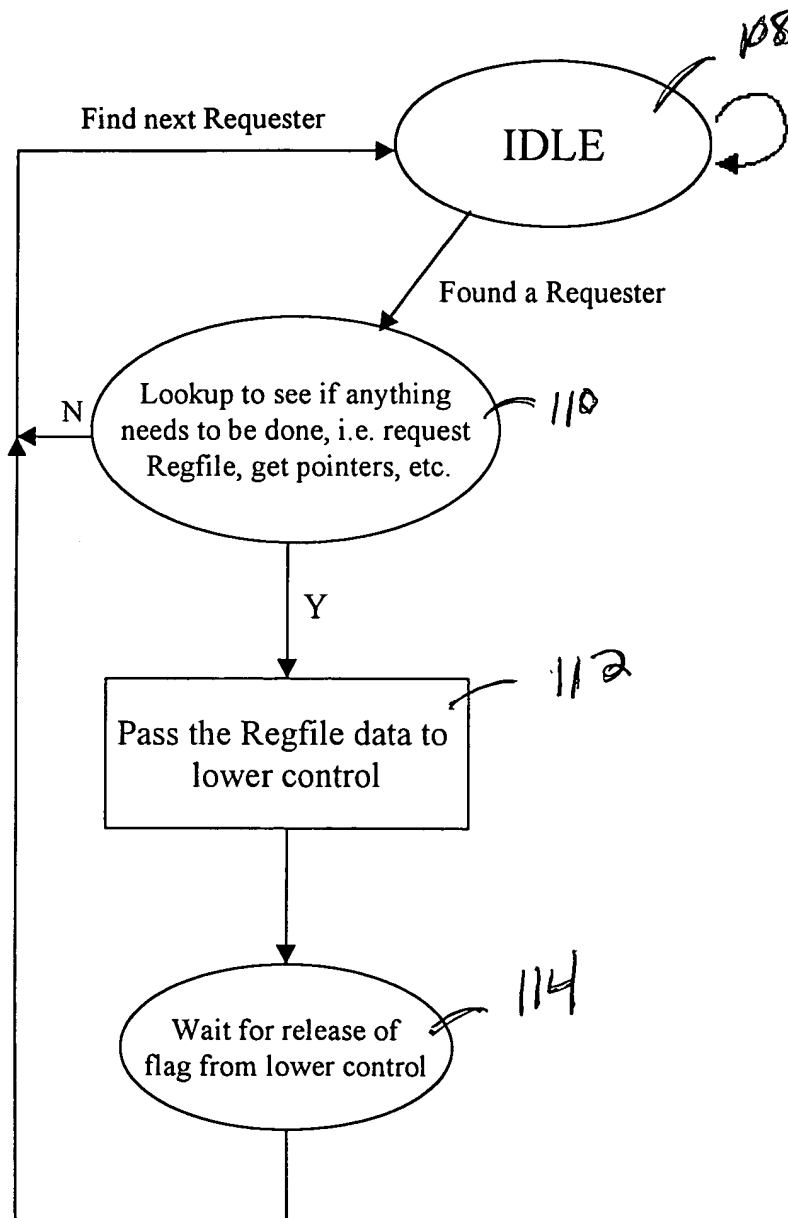 108
Find next Requester
IDLE
Found a Requester
Lookup to see if anything
needs to be done, i.e. request
Regfile, get pointers, etc.
110
N
Y
112
Pass the Regfile data to
lower control
114
Wait for release of
flag from lower control